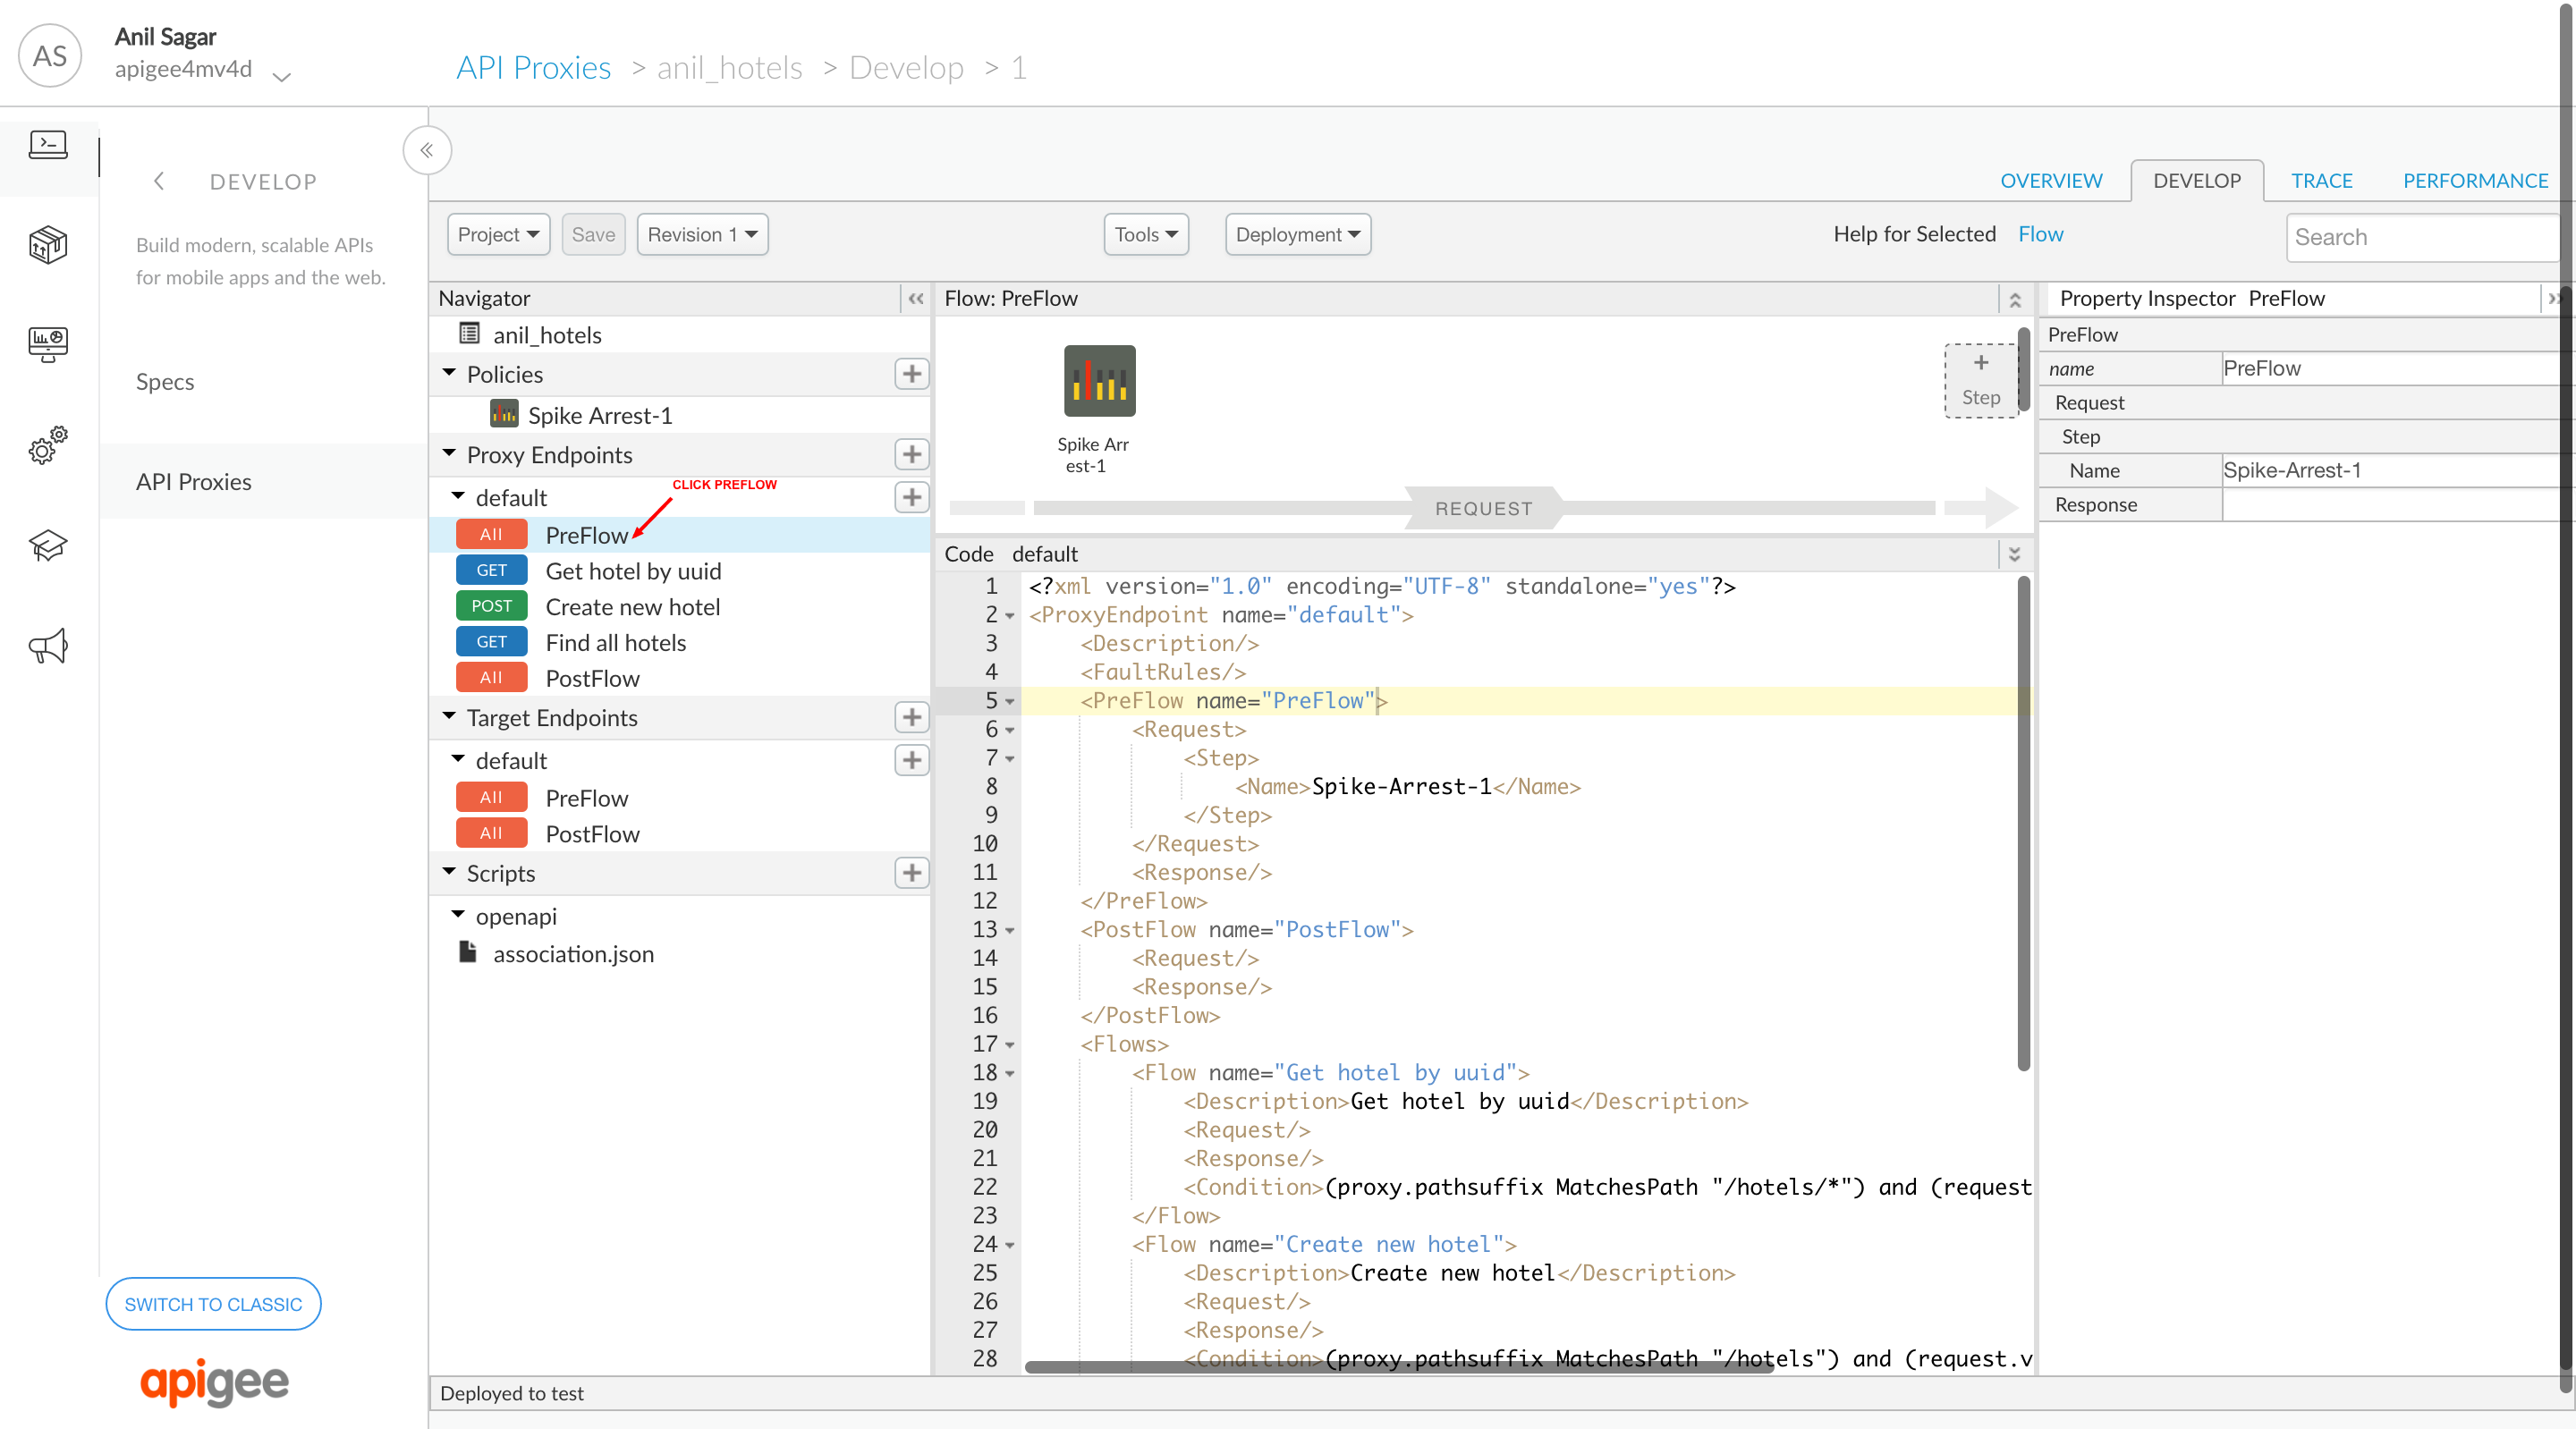 AS
Anil Sagar
apigee4mv4d
API Proxies > anil_hotels > Develop > 1
DEVELOP
Build modern, scalable APIs
for mobile apps and the web.
Specs
API Proxies
SWITCH TO CLASSIC
apigee
OVERVIEW
DEVELOP
TRACE
PERFORMANCE
Project
Save
Revision 1
Tools
Deployment
Help for Selected Flow
Search
Navigator
anil_hotels
Policies
Spike Arrest-1
Proxy Endpoints
default
CLICK PREFLOW
All PreFlow
GET Get hotel by uuid
POST Create new hotel
GET Find all hotels
All PostFlow
Target Endpoints
default
All PreFlow
All PostFlow
Scripts
openapi
association.json
Flow: PreFlow
Spike Arr
est-1
+
Step
REQUEST
Code default
1 <?xml version="1.0" encoding="UTF-8" standalone="yes"?>
2 <ProxyEndpoint name="default">
3 <Description/>
4 <FaultRules/>
5 <PreFlow name="PreFlow">
6 <Request>
7 <Step>
8 <Name>Spike-Arrest-1</Name>
9 </Step>
10 </Request>
11 <Response/>
12 </PreFlow>
13 <PostFlow name="PostFlow">
14 <Request/>
15 <Response/>
16 </PostFlow>
17 <Flows>
18 <Flow name="Get hotel by uuid">
19 <Description>Get hotel by uuid</Description>
20 <Request/>
21 <Response/>
22 <Condition>(proxy.pathsuffix MatchesPath "/hotels/*") and (request
23 </Flow>
24 <Flow name="Create new hotel">
25 <Description>Create new hotel</Description>
26 <Request/>
27 <Response/>
28 <Condition>(proxy.pathsuffix MatchesPath "/hotels") and (request.v
Property Inspector PreFlow
PreFlow
name PreFlow
Request
Step
Name Spike-Arrest-1
Response
Deployed to test